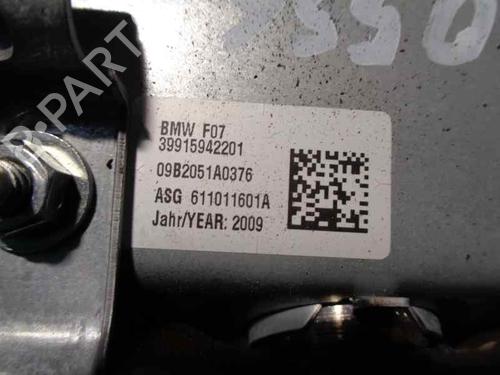 BMW F07
39915942201
09B2051A0376
ASG 611011601A
Jahr/YEAR: 2009